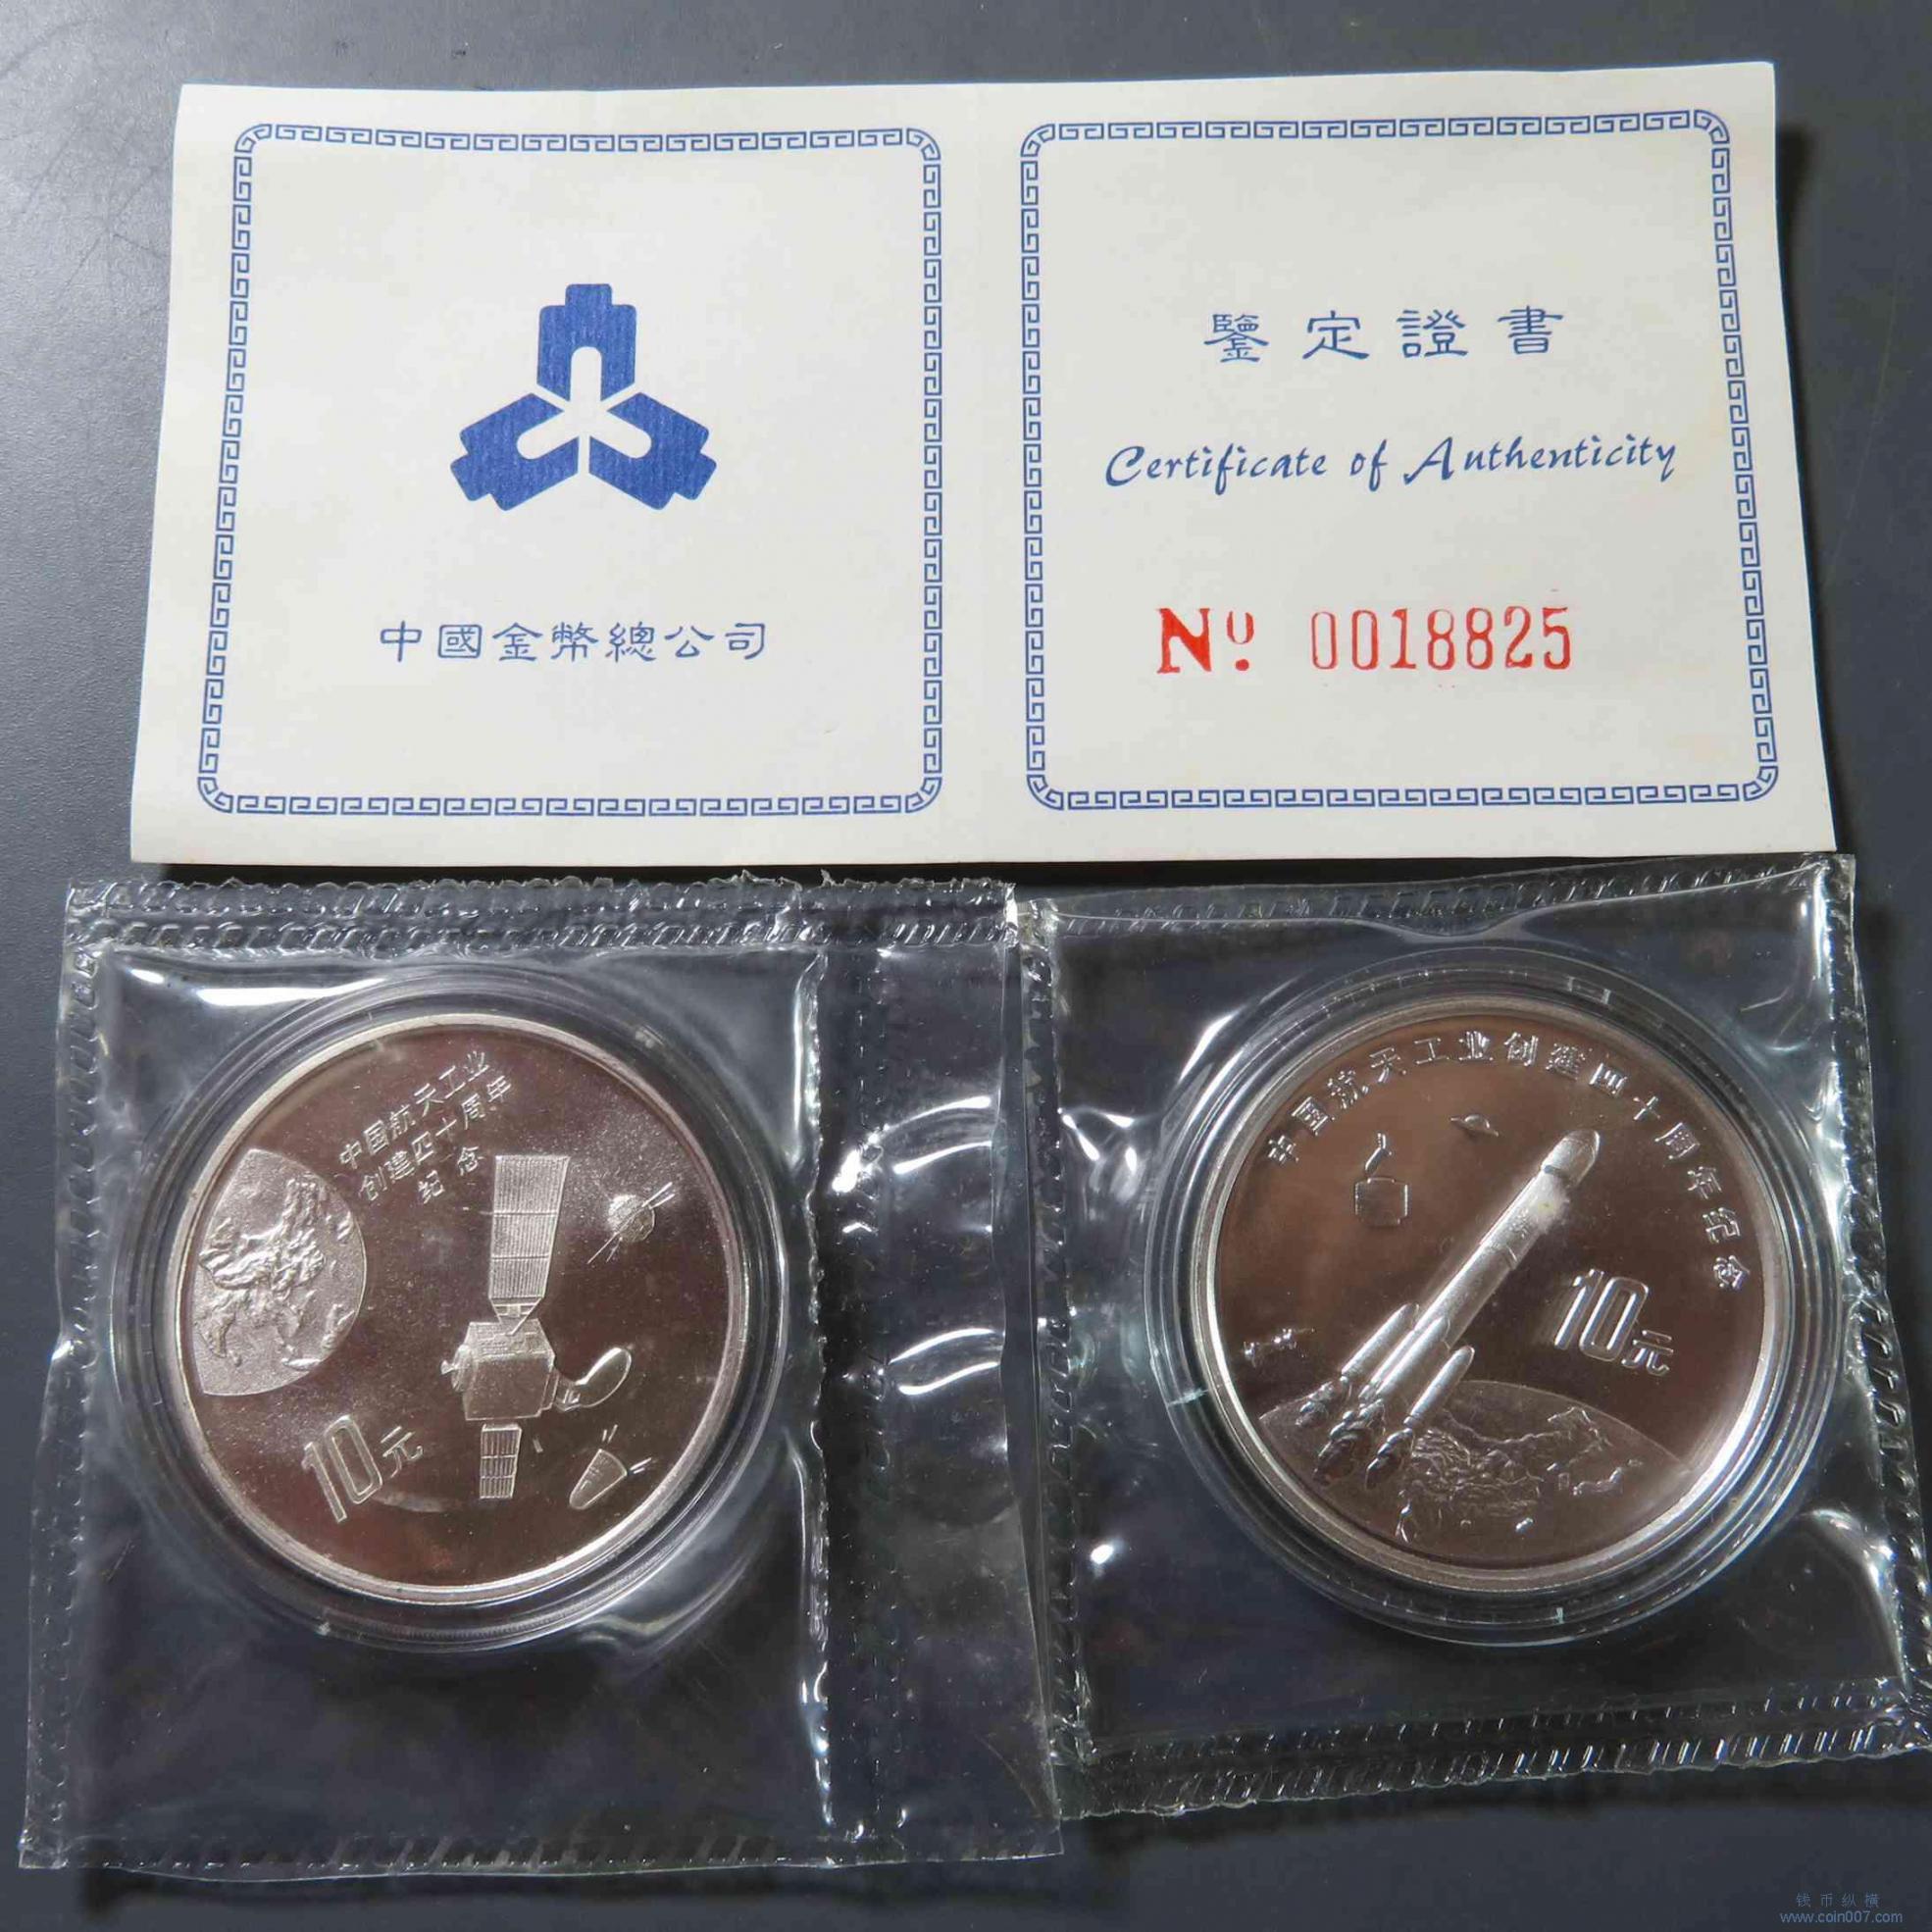 中國金幣總公司
鑒定證書
Certificate of Authenticity
Nº 0018825
中国航天工业
创建四十周年
纪念
10元
中国航天工业创建四十周年纪念
10元
钱币纵横
www.coin007.com